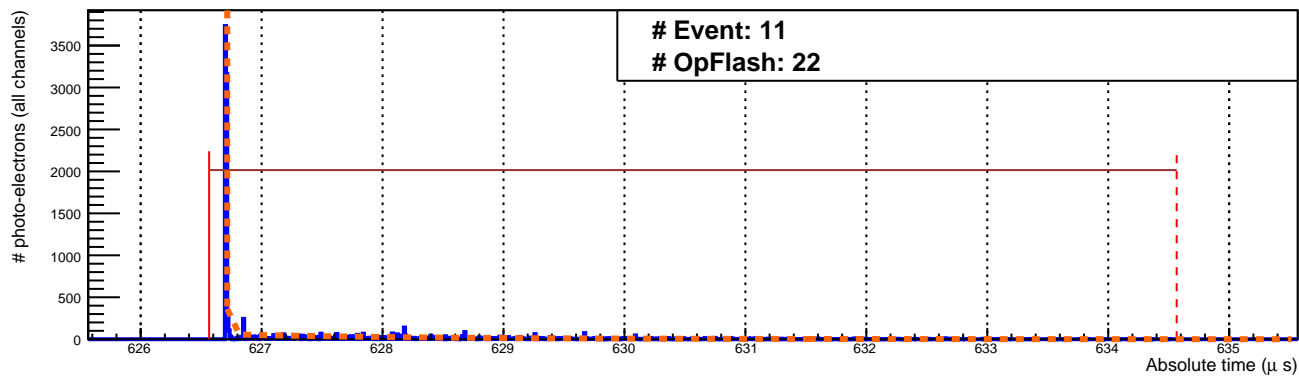 # Event: 11
# OpFlash: 22
# photo-electrons (all channels)
3500
3000
2500
2000
1500
1000
500
0
626 627 628 629 630 631 632 633 634 635
Absolute time (μ s)